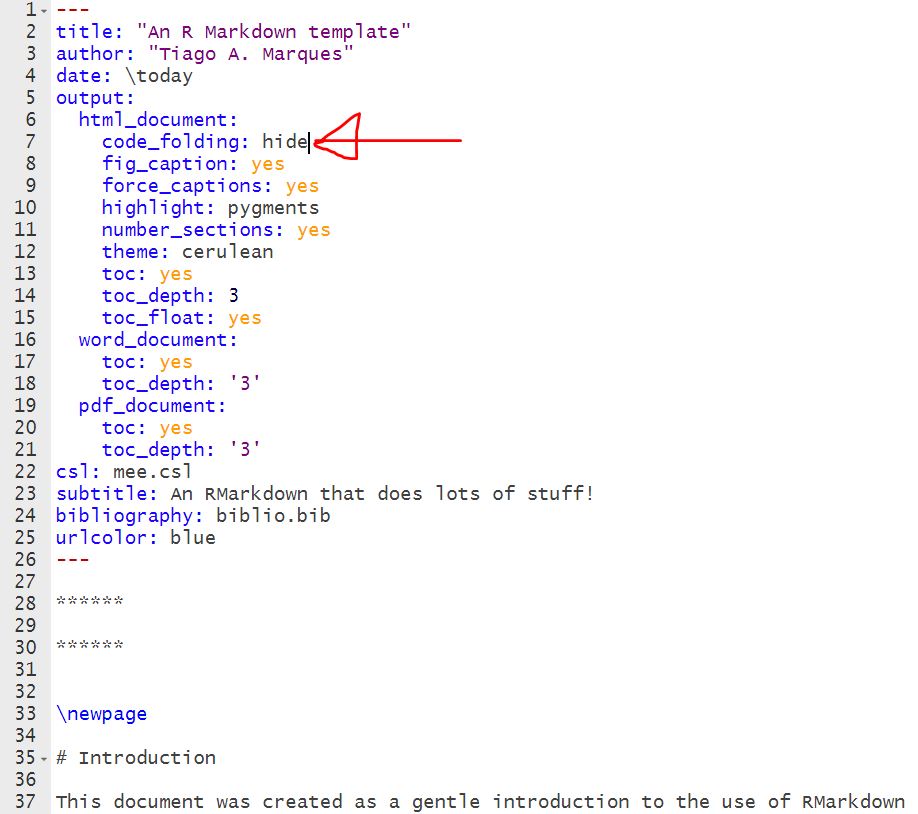 1 ---
2 title: "An R Markdown template"
3 author: "Tiago A. Marques"
4 date: \today
5 output:
6   html_document:
7     code_folding: hide
8     fig_caption: yes
9     force_captions: yes
10     highlight: pygments
11     number_sections: yes
12     theme: cerulean
13     toc: yes
14     toc_depth: 3
15     toc_float: yes
16   word_document:
17     toc: yes
18     toc_depth: '3'
19   pdf_document:
20     toc: yes
21     toc_depth: '3'
22 csl: mee.csl
23 subtitle: An RMarkdown that does lots of stuff!
24 bibliography: biblio.bib
25 urlcolor: blue
26 ---
27
28 ******
29
30 ******
31
32
33 \newpage
34
35 # Introduction
36
37 This document was created as a gentle introduction to the use of RMarkdown